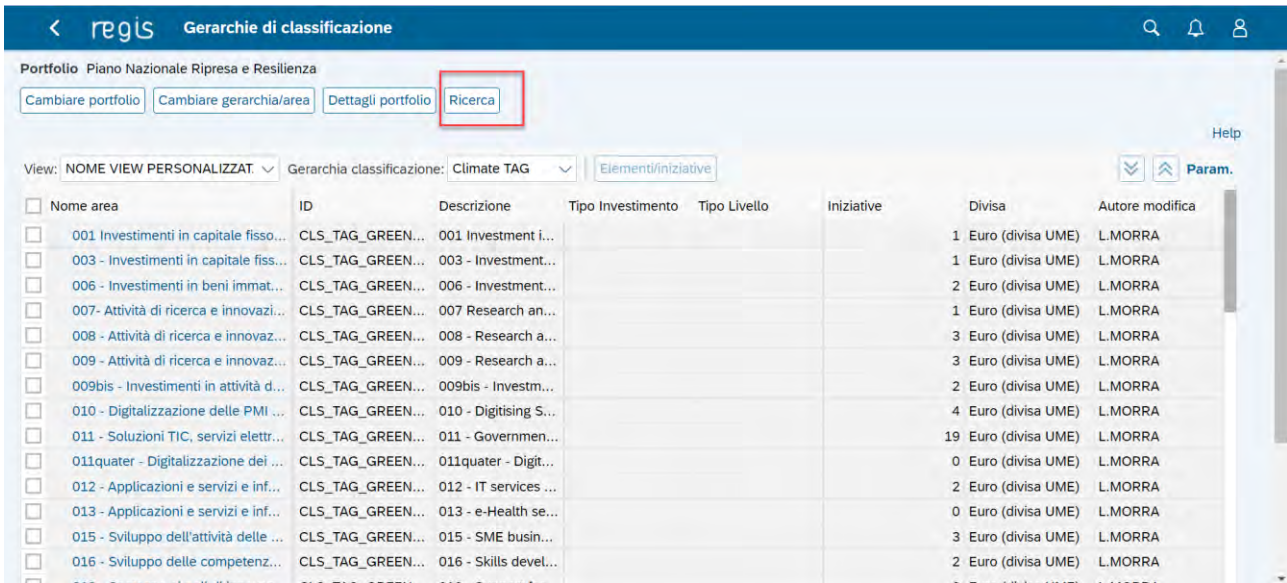 regis Gerarchie di classificazione
Portfolio Piano Nazionale Ripresa e Resilienza
Cambiare portfolio Cambiare gerarchia/area Dettagli portfolio Ricerca
Help
View: NOME VIEW PERSONALIZZAT. Gerarchia classificazione: Climate TAG Elementi/iniziative Param.
Nome area ID Descrizione Tipo Investimento Tipo Livello Iniziative Divisa Autore modifica
001 Investimenti in capitale fisso... CLS_TAG_GREEN... 001 Investment i... 1 Euro (divisa UME) L.MORRA
003 - Investimenti in capitale fiss... CLS_TAG_GREEN... 003 - Investment... 1 Euro (divisa UME) L.MORRA
006 - Investimenti in beni immat... CLS_TAG_GREEN... 006 - Investment... 2 Euro (divisa UME) L.MORRA
007- Attività di ricerca e innovazi... CLS_TAG_GREEN... 007 Research an... 1 Euro (divisa UME) L.MORRA
008 - Attività di ricerca e innovaz... CLS_TAG_GREEN... 008 - Research a... 3 Euro (divisa UME) L.MORRA
009 - Attività di ricerca e innovaz... CLS_TAG_GREEN... 009 - Research a... 3 Euro (divisa UME) L.MORRA
009bis - Investimenti in attività d... CLS_TAG_GREEN... 009bis - Investm... 2 Euro (divisa UME) L.MORRA
010 - Digitalizzazione delle PMI ... CLS_TAG_GREEN... 010 - Digitising S... 4 Euro (divisa UME) L.MORRA
011 - Soluzioni TIC, servizi elettr... CLS_TAG_GREEN... 011 - Governmen... 19 Euro (divisa UME) L.MORRA
011quater - Digitalizzazione dei ... CLS_TAG_GREEN... 011quater - Digit... 0 Euro (divisa UME) L.MORRA
012 - Applicazioni e servizi e inf... CLS_TAG_GREEN... 012 - IT services ... 2 Euro (divisa UME) L.MORRA
013 - Applicazioni e servizi e inf... CLS_TAG_GREEN... 013 - e-Health se... 0 Euro (divisa UME) L.MORRA
015 - Sviluppo dell'attività delle ... CLS_TAG_GREEN... 015 - SME busin... 3 Euro (divisa UME) L.MORRA
016 - Sviluppo delle competenz... CLS_TAG_GREEN... 016 - Skills devel... 2 Euro (divisa UME) L.MORRA